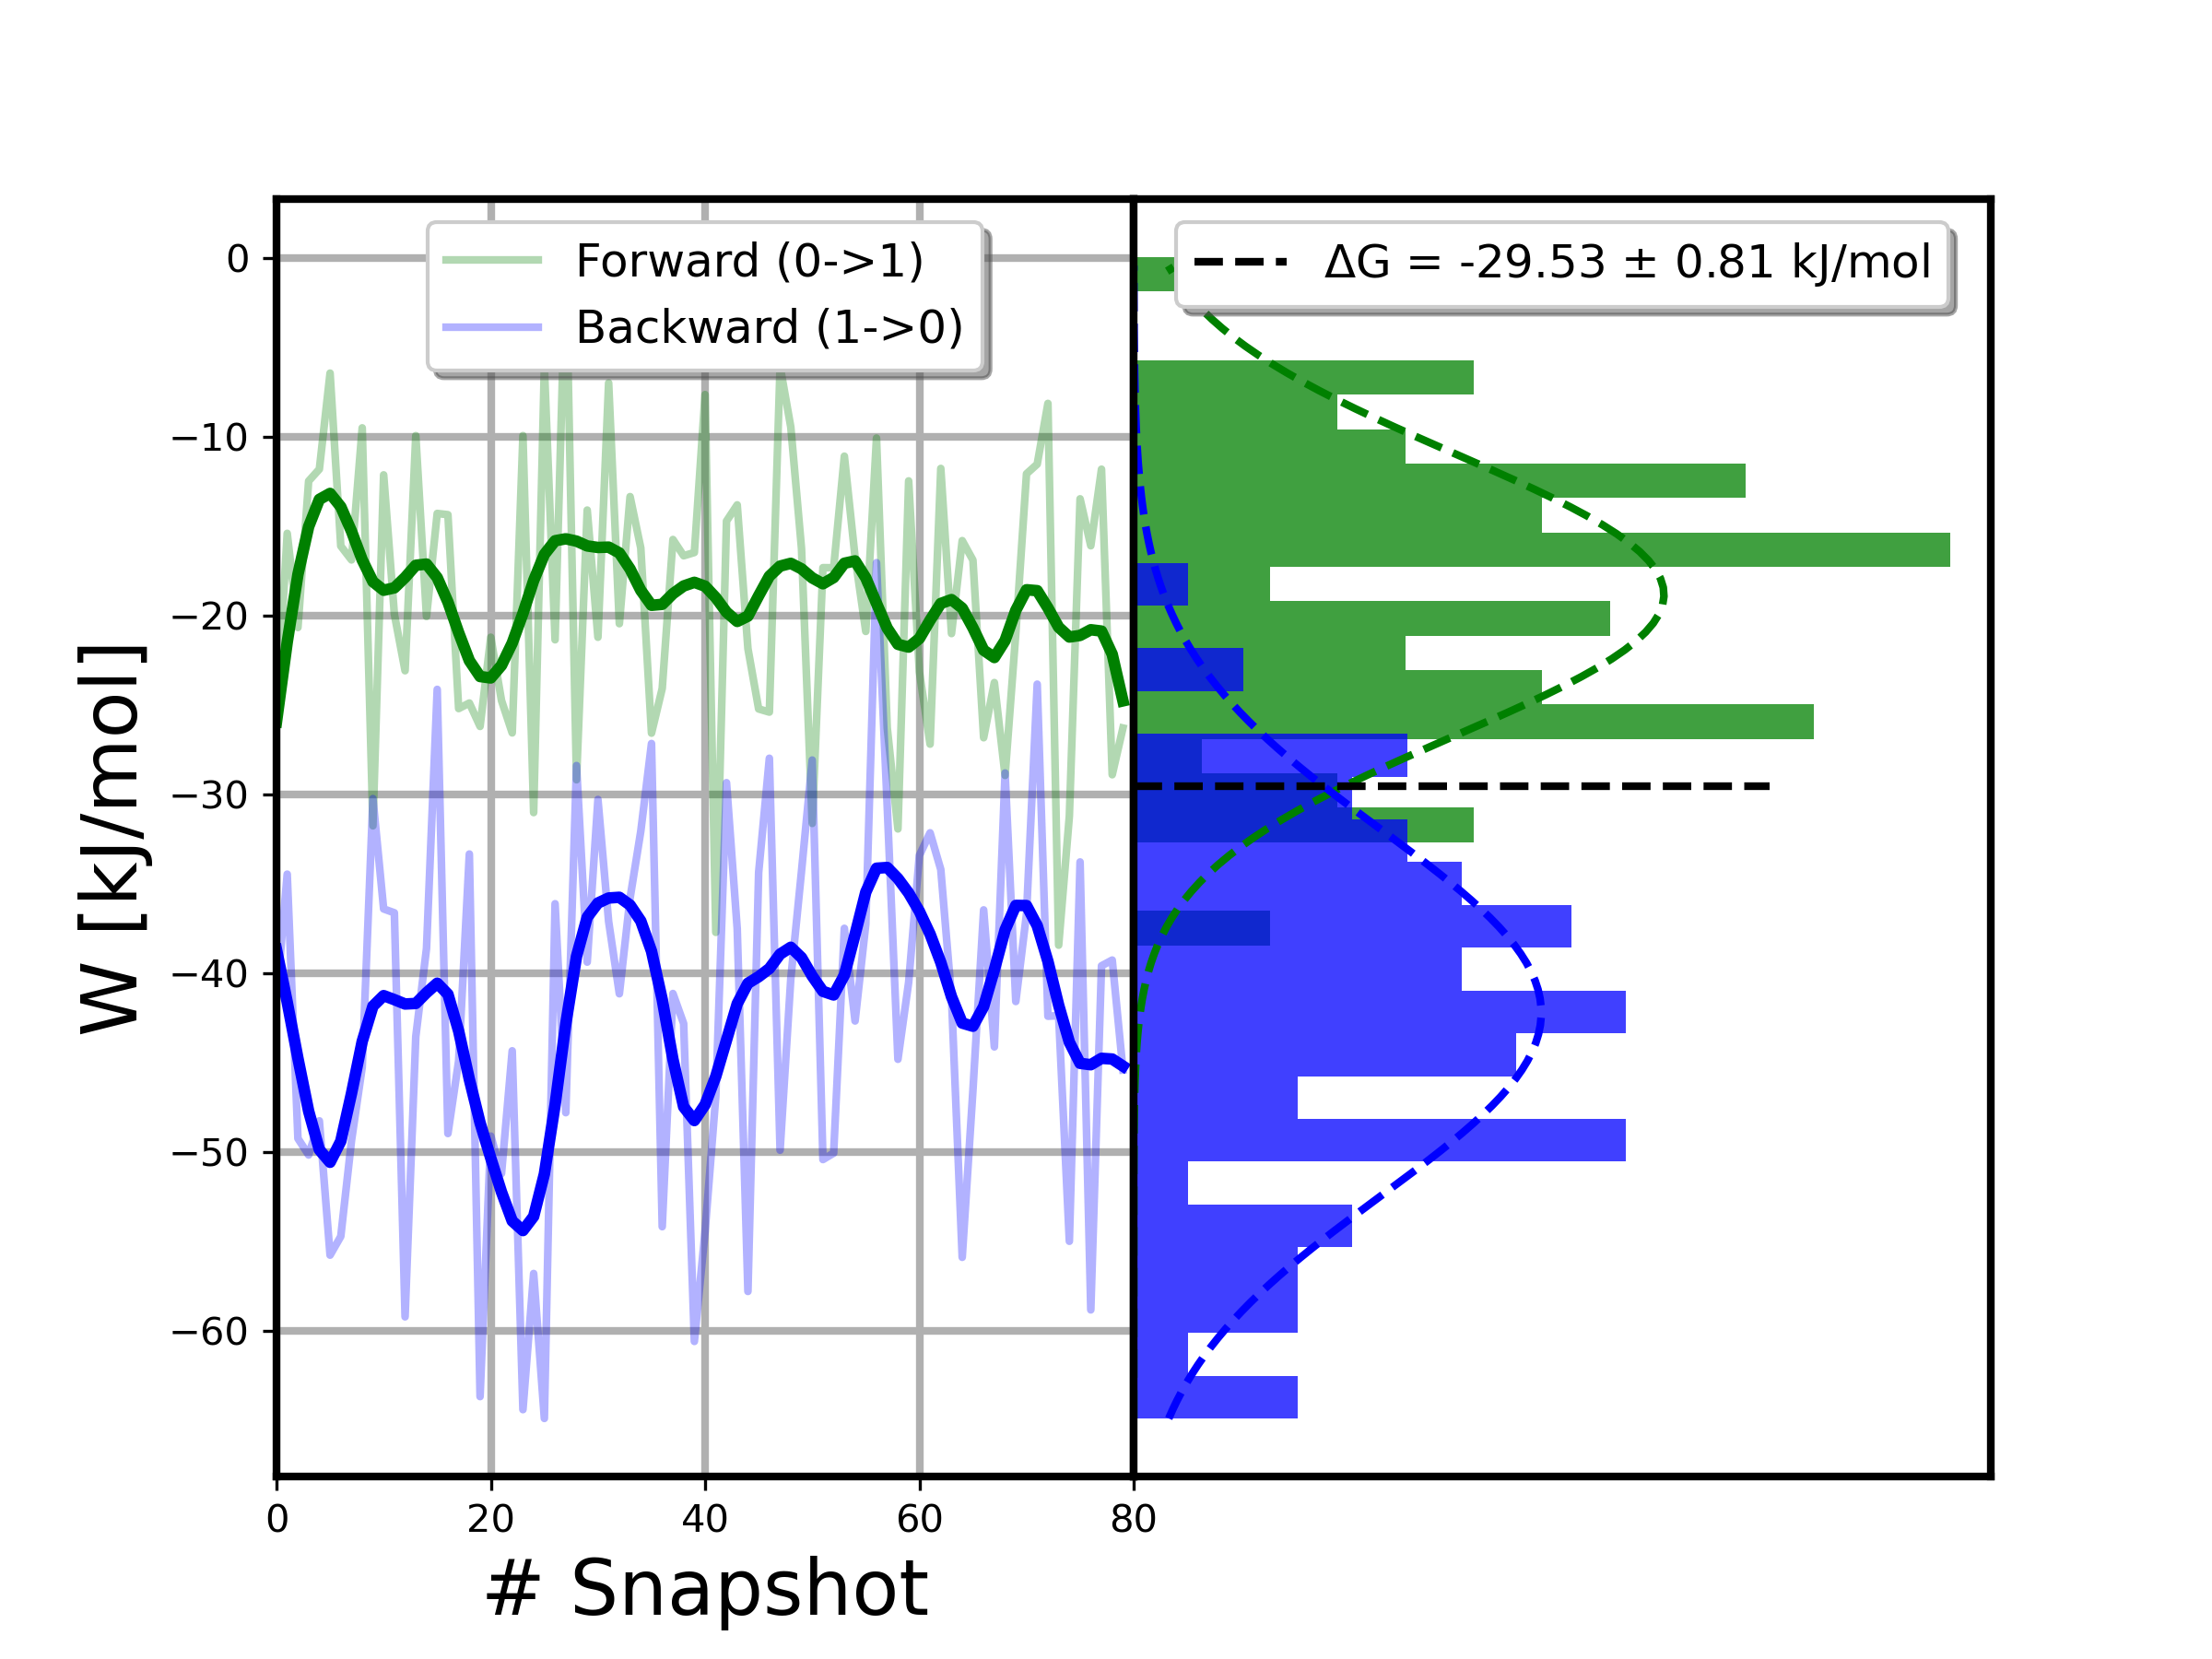 Forward (0->1)
Backward (1->0)
ΔG = -29.53 ± 0.81 kJ/mol
W [kJ/mol]
0
−10
−20
−30
−40
−50
−60
0 20 40 60 80
# Snapshot